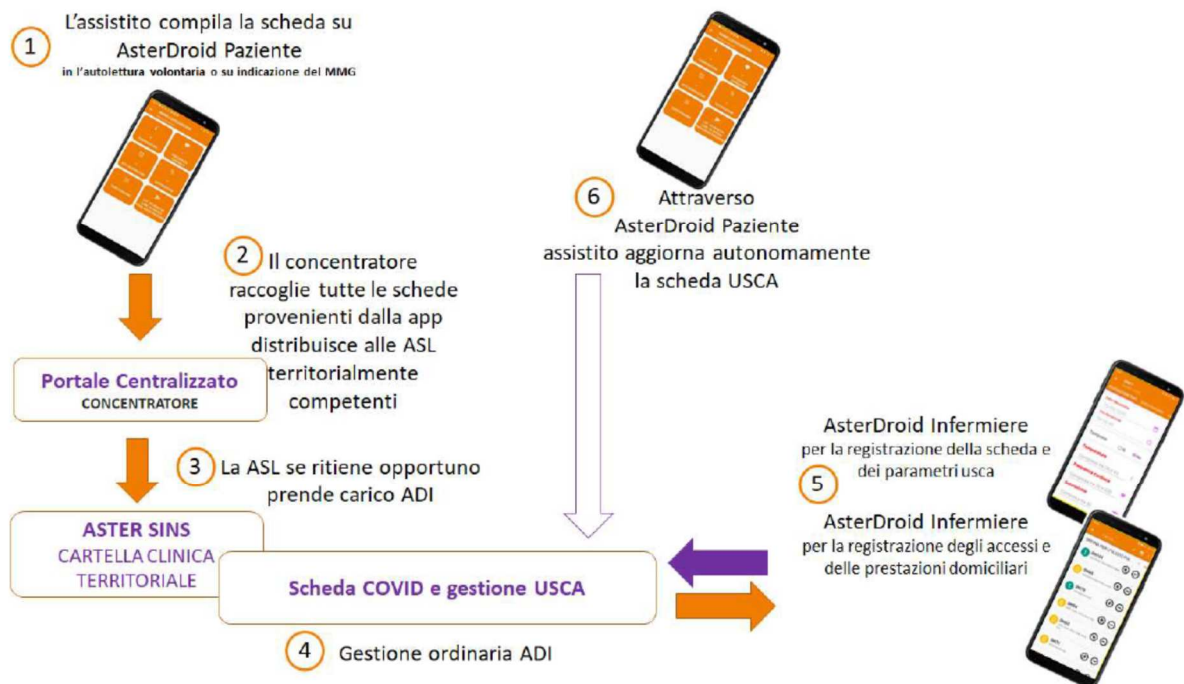 1
L'assistito compila la scheda su
AsterDroid Paziente
in l'autolettura volontaria o su indicazione del MMG
2
Il concentratore
raccoglie tutte le schede
provenienti dalla app
distribuisce alle ASL
territorialmente
competenti
Portale Centralizzato
CONCENTRATORE
3
La ASL se ritiene opportuno
prende carico ADI
ASTER SINS
CARTELLA CLINICA
TERRITORIALE
Scheda COVID e gestione USCA
4
Gestione ordinaria ADI
5
AsterDroid Infermiere
per la registrazione della scheda e
dei parametri usca
AsterDroid Infermiere
per la registrazione degli accessi e
delle prestazioni domiciliari
6
Attraverso
AsterDroid Paziente
assistito aggiorna autonomamente
la scheda USCA